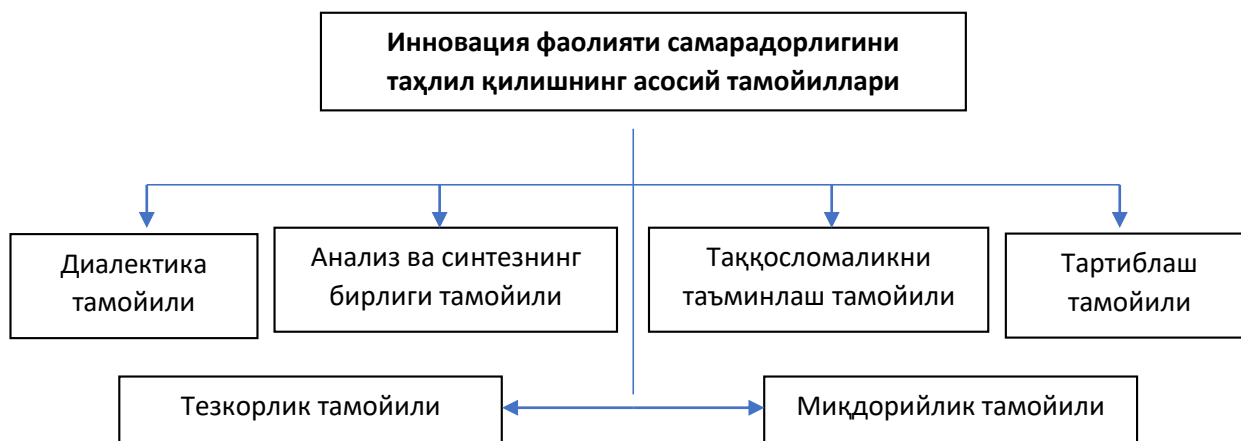 Инновация фаолияти самарадорлигини
таҳлил қилишнинг асосий тамойиллари
Диалектика
тамойили
Анализ ва синтезнинг
бирлиги тамойили
Таққосломаликни
таъминлаш тамойили
Тартиблаш
тамойили
Тезкорлик тамойили
Миқдорийлик тамойили